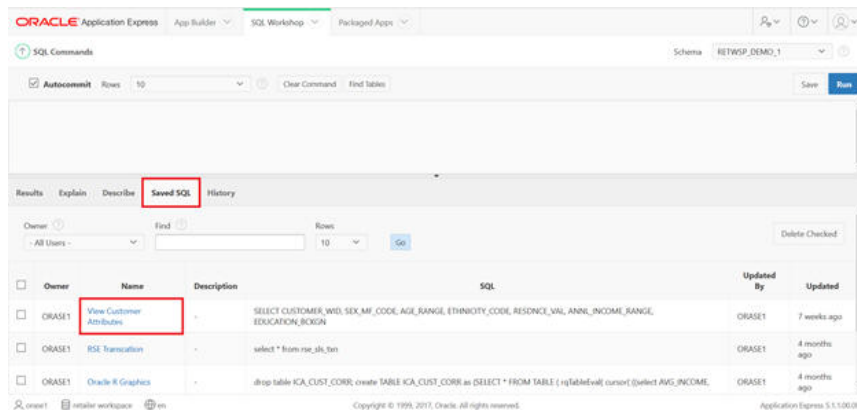 ORACLE Application Express App Builder SQL Workshop Packaged Apps
SQL Commands Schema RETWSP_DEMO_1
Autocommit Rows 10 Clear Command Find Tables Save Run
Results Explain Describe Saved SQL History
Owner Find Rows
- All Users - 10 Go Delete Checked
Owner Name Description SQL Updated By Updated
ORASE1 View Customer Attributes - SELECT CUSTOMER_WID, SEX_MF_CODE, AGE_RANGE, ETHNICITY_CODE, RESDNCE_VAL, ANNL_INCOME_RANGE, EDUCATION_BCKGN ORASE1 7 weeks ago
ORASE1 RSE Transcation - select * from rse_sls_txn ORASE1 4 months ago
ORASE1 Oracle R Graphics - drop table ICA_CUST_CORR; create TABLE ICA_CUST_CORR as (SELECT * FROM TABLE ( rqTableEval( cursor( ((select AVG_INCOME, ORASE1 4 months ago
orase1 retailer workspace en Copyright © 1999, 2017, Oracle. All rights reserved. Application Express 5.1.1.00.08